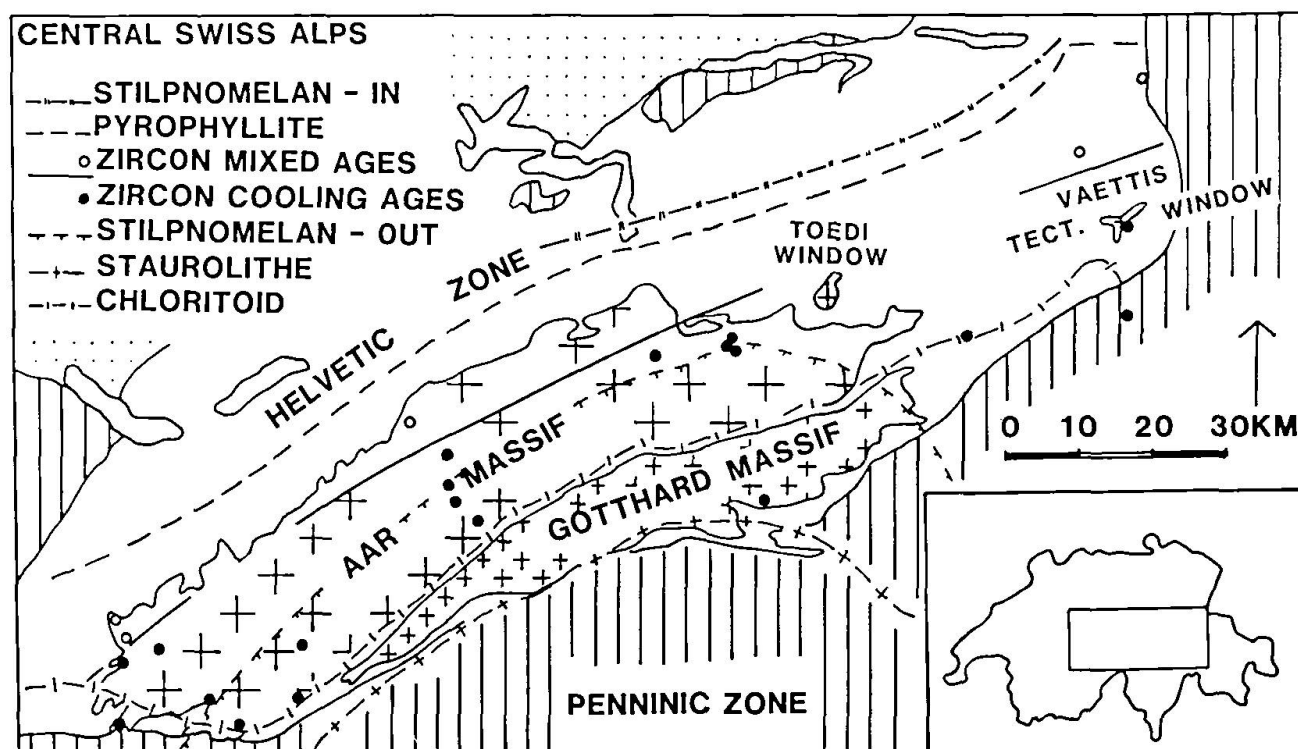 CENTRAL SWISS ALPS
STILPNOMELAN - IN
PYROPHYLLITE
ZIRCON MIXED AGES
ZIRCON COOLING AGES
STILPNOMELAN - OUT
STAUROLITHE
CHLORITOID
HELVETIC ZONE
TOEDI
WINDOW
VAETTIS
TECT. WINDOW
AAR MASSIF
GOTTHARD MASSIF
0 10 20 30KM
PENNINIC ZONE